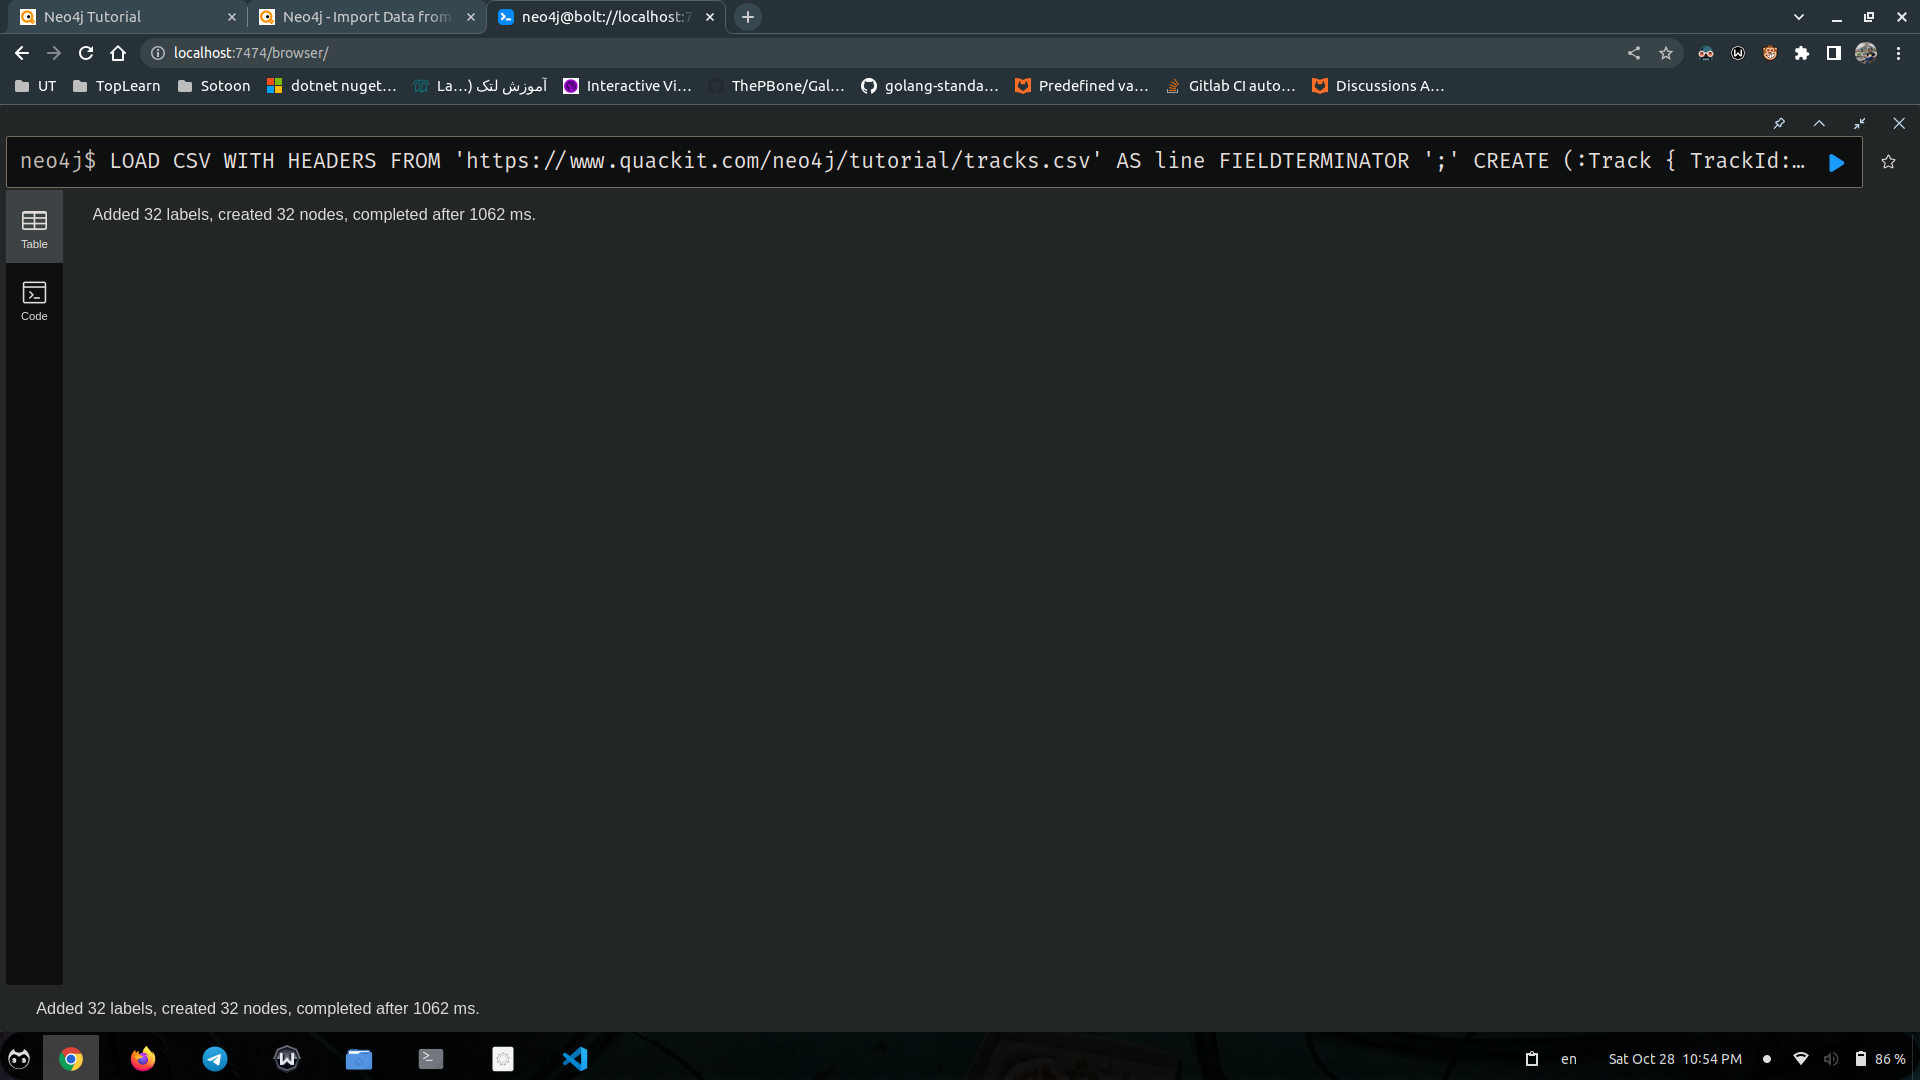 Neo4j Tutorial
Neo4j - Import Data from
neo4j@bolt://localhost:7
localhost:7474/browser/
UT
TopLearn
Sotoon
dotnet nuget...
آموزش لتک (...La
Interactive Vi...
ThePBone/Gal...
golang-standa...
Predefined va...
Gitlab CI auto...
Discussions A...
neo4j$ LOAD CSV WITH HEADERS FROM 'https://www.quackit.com/neo4j/tutorial/tracks.csv' AS line FIELDTERMINATOR ';' CREATE (:Track { TrackId:...
Table
Added 32 labels, created 32 nodes, completed after 1062 ms.
Code
Added 32 labels, created 32 nodes, completed after 1062 ms.
en
Sat Oct 28 10:54 PM
86 %